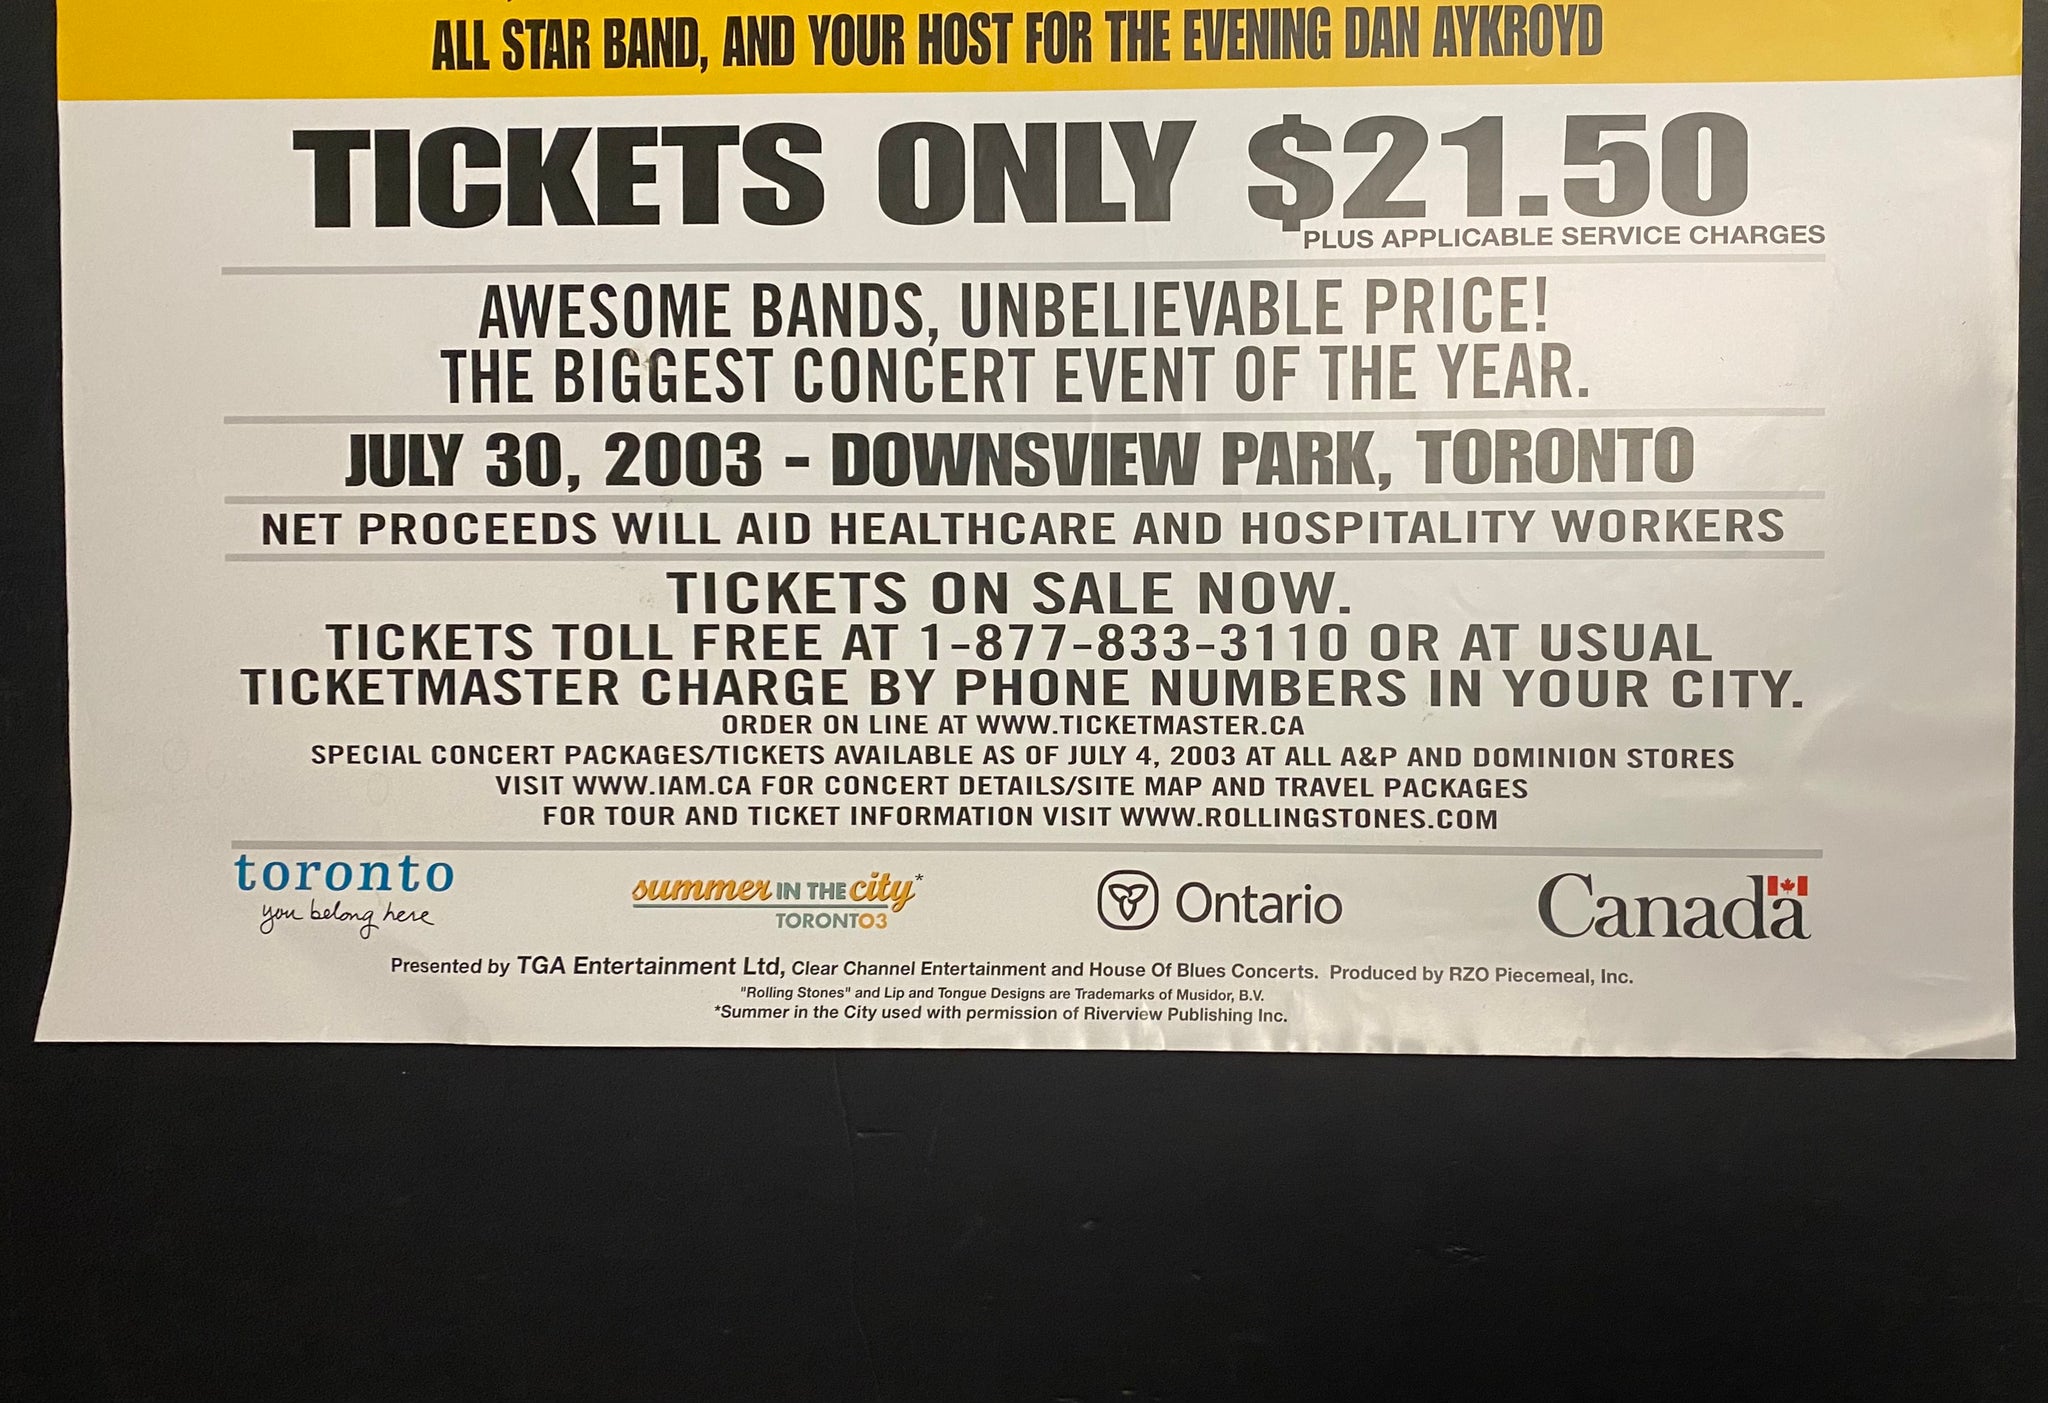 ALL STAR BAND, AND YOUR HOST FOR THE EVENING DAN AYKROYD
TICKETS ONLY $21.50
PLUS APPLICABLE SERVICE CHARGES
AWESOME BANDS, UNBELIEVABLE PRICE!
THE BIGGEST CONCERT EVENT OF THE YEAR.
JULY 30, 2003 - DOWNSVIEW PARK, TORONTO
NET PROCEEDS WILL AID HEALTHCARE AND HOSPITALITY WORKERS
TICKETS ON SALE NOW.
TICKETS TOLL FREE AT 1-877-833-3110 OR AT USUAL
TICKETMASTER CHARGE BY PHONE NUMBERS IN YOUR CITY.
ORDER ON LINE AT WWW.TICKETMASTER.CA
SPECIAL CONCERT PACKAGES/TICKETS AVAILABLE AS OF JULY 4, 2003 AT ALL A&P AND DOMINION STORES
VISIT WWW.IAM.CA FOR CONCERT DETAILS/SITE MAP AND TRAVEL PACKAGES
FOR TOUR AND TICKET INFORMATION VISIT WWW.ROLLINGSTONES.COM
toronto
you belong here
summer IN THE city*
TORONTO3
Ontario
Canada
Presented by TGA Entertainment Ltd, Clear Channel Entertainment and House Of Blues Concerts. Produced by RZO Piecemeal, Inc.
"Rolling Stones" and Lip and Tongue Designs are Trademarks of Musidor, B.V.
*Summer in the City used with permission of Riverview Publishing Inc.